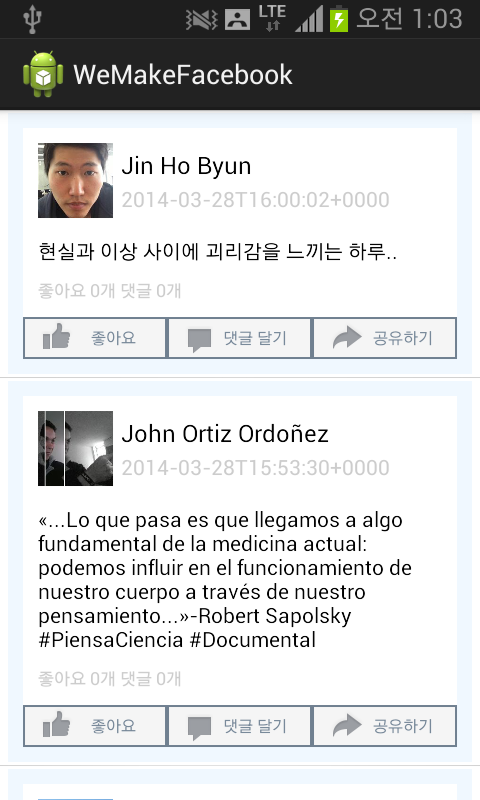 LTE 오전 1:03
WeMakeFacebook
Jin Ho Byun
2014-03-28T16:00:02+0000
현실과 이상 사이에 괴리감을 느끼는 하루..
좋아요 0개 댓글 0개
좋아요 댓글 달기 공유하기
John Ortiz Ordoñez
2014-03-28T15:53:30+0000
«...Lo que pasa es que llegamos a algo
fundamental de la medicina actual:
podemos influir en el funcionamiento de
nuestro cuerpo a través de nuestro
pensamiento...»-Robert Sapolsky
#PiensaCiencia #Documental
좋아요 0개 댓글 0개
좋아요 댓글 달기 공유하기